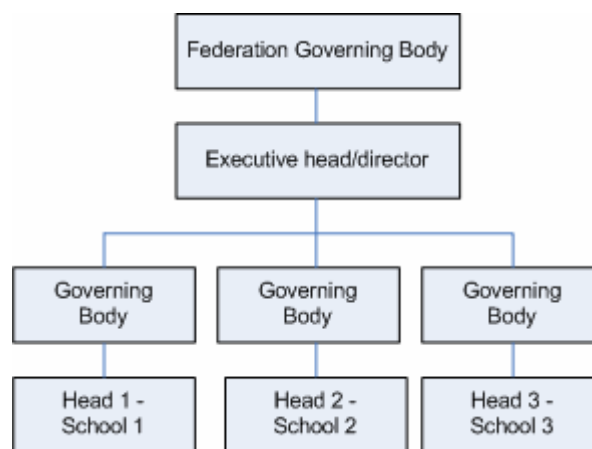 Federation Governing Body
Executive head/director
Governing
Body
Governing
Body
Governing
Body
Head 1 -
School 1
Head 2 -
School 2
Head 3 -
School 3